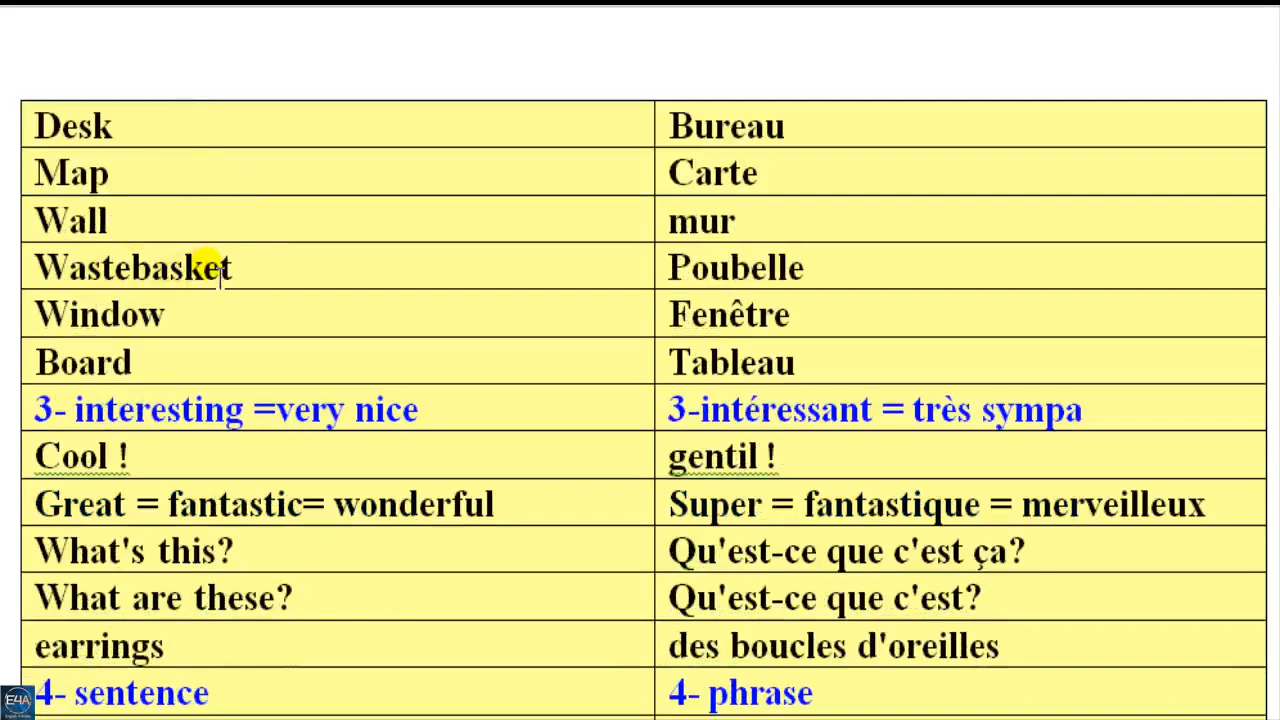 Desk Bureau
Map Carte
Wall mur
Wastebasket Poubelle
Window Fenêtre
Board Tableau
3- interesting =very nice 3-intéressant = très sympa
Cool ! gentil !
Great = fantastic= wonderful Super = fantastique = merveilleux
What's this? Qu'est-ce que c'est ça?
What are these? Qu'est-ce que c'est?
earrings des boucles d'oreilles
4- sentence 4- phrase
E4A